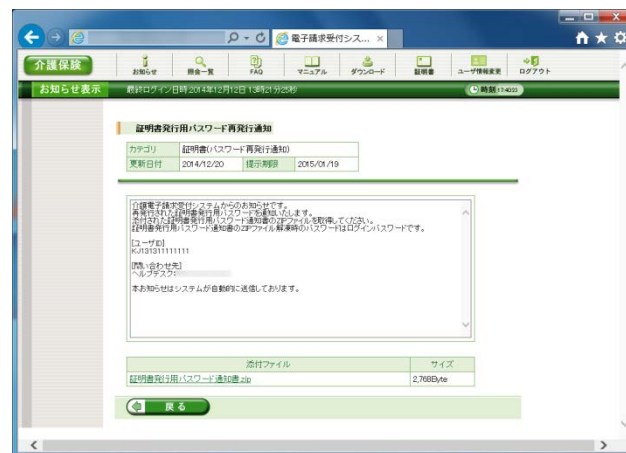 電子請求受付シス... ×
介護保険
お知らせ
照会一覧
FAQ
マニュアル
ダウンロード
証明書
ユーザ情報変更
ログアウト
お知らせ表示
最終ログイン日時:2014年12月12日 13時21分25秒
時刻 17:40:33
証明書発行用パスワード再発行通知
カテゴリ 証明書(パスワード再発行通知)
更新日付 2014/12/20 掲示期限 2015/01/19
介護電子請求受付システムからのお知らせです。
再発行された証明書発行用パスワードを通知いたします。
添付された証明書発行用パスワード通知書のZIPファイルを取得してください。
証明書発行用パスワード通知書のZIPファイル解凍時のパスワードはログインパスワードです。
[ユーザID]
KJ131311111111
[問い合わせ先]
ヘルプデスク:
本お知らせはシステムが自動的に送信しております。
添付ファイル サイズ
証明書発行用パスワード通知書.zip 2,768Byte
戻る